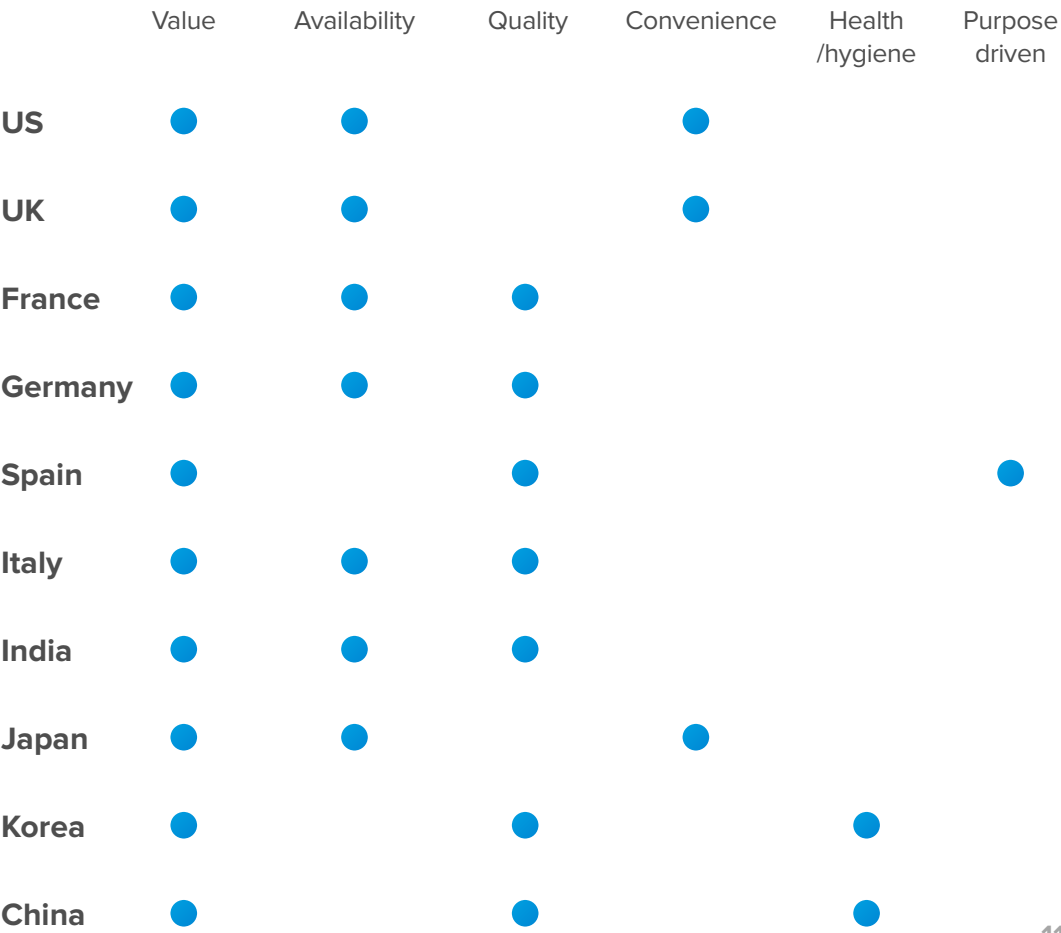 Value Availability Quality Convenience Health Purpose
/hygiene driven
US
UK
France
Germany
Spain
Italy
India
Japan
Korea
China